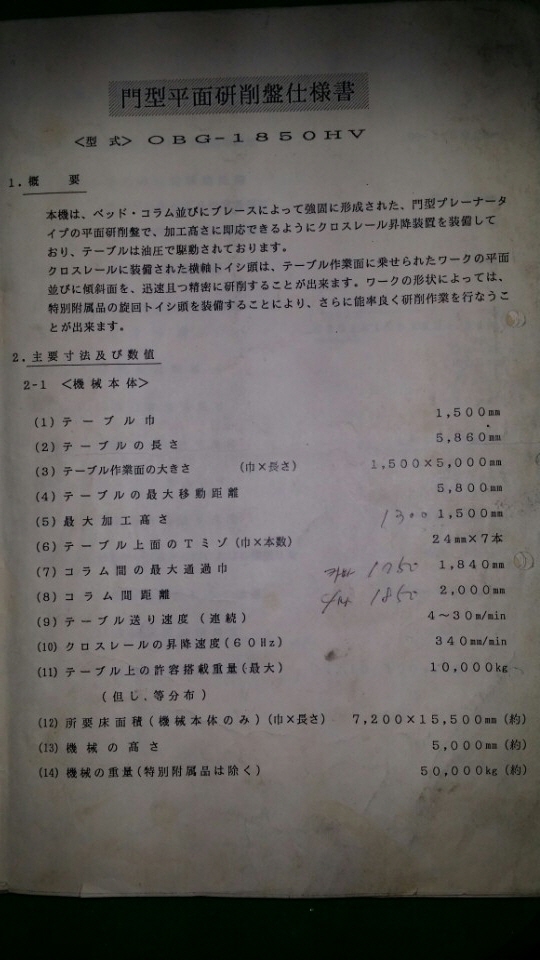 門型平面研削盤仕様書
<型 式> OBG-1850HV
1. 概 要
本機は、ベッド・コラム並びにブレースによって強固に形成された、門型プレーナータ
イプの平面研削盤で、加工高さに即応できるようにクロスレール昇降装置を装備して
おり、テーブルは油圧で駆動されております。
クロスレールに装備された横軸トイシ頭は、テーブル作業面に乗せられたワークの平面
並びに傾斜面を、迅速且つ精密に研削することが出来ます。ワークの形状によっては、
特別附属品の旋回トイシ頭を装備することにより、さらに能率良く研削作業を行なうこ
とが出来ます。
2. 主要寸法及び数値
2-1 <機械本体>
(1) テーブル巾 1,500mm
(2) テーブルの長さ 5,860mm
(3) テーブル作業面の大きさ (巾×長さ) 1,500×5,000mm
(4) テーブルの最大移動距離 5,800mm
(5) 最大加工高さ 1300 1,500mm
(6) テーブル上面のTミゾ(巾×本数) 24mm×7本
(7) コラム間の最大通過巾 1750 1,840mm
(8) コラム間距離 1850 2,000mm
(9) テーブル送り速度(連続) 4~30m/min
(10) クロスレールの昇降速度(60Hz) 340mm/min
(11) テーブル上の許容搭載重量(最大) 10,000kg
(但し、等分布)
(12) 所要床面積(機械本体のみ)(巾×長さ) 7,200×15,500mm(約)
(13) 機械の高さ 5,000mm(約)
(14) 機械の重量(特別附属品は除く) 50,000kg(約)